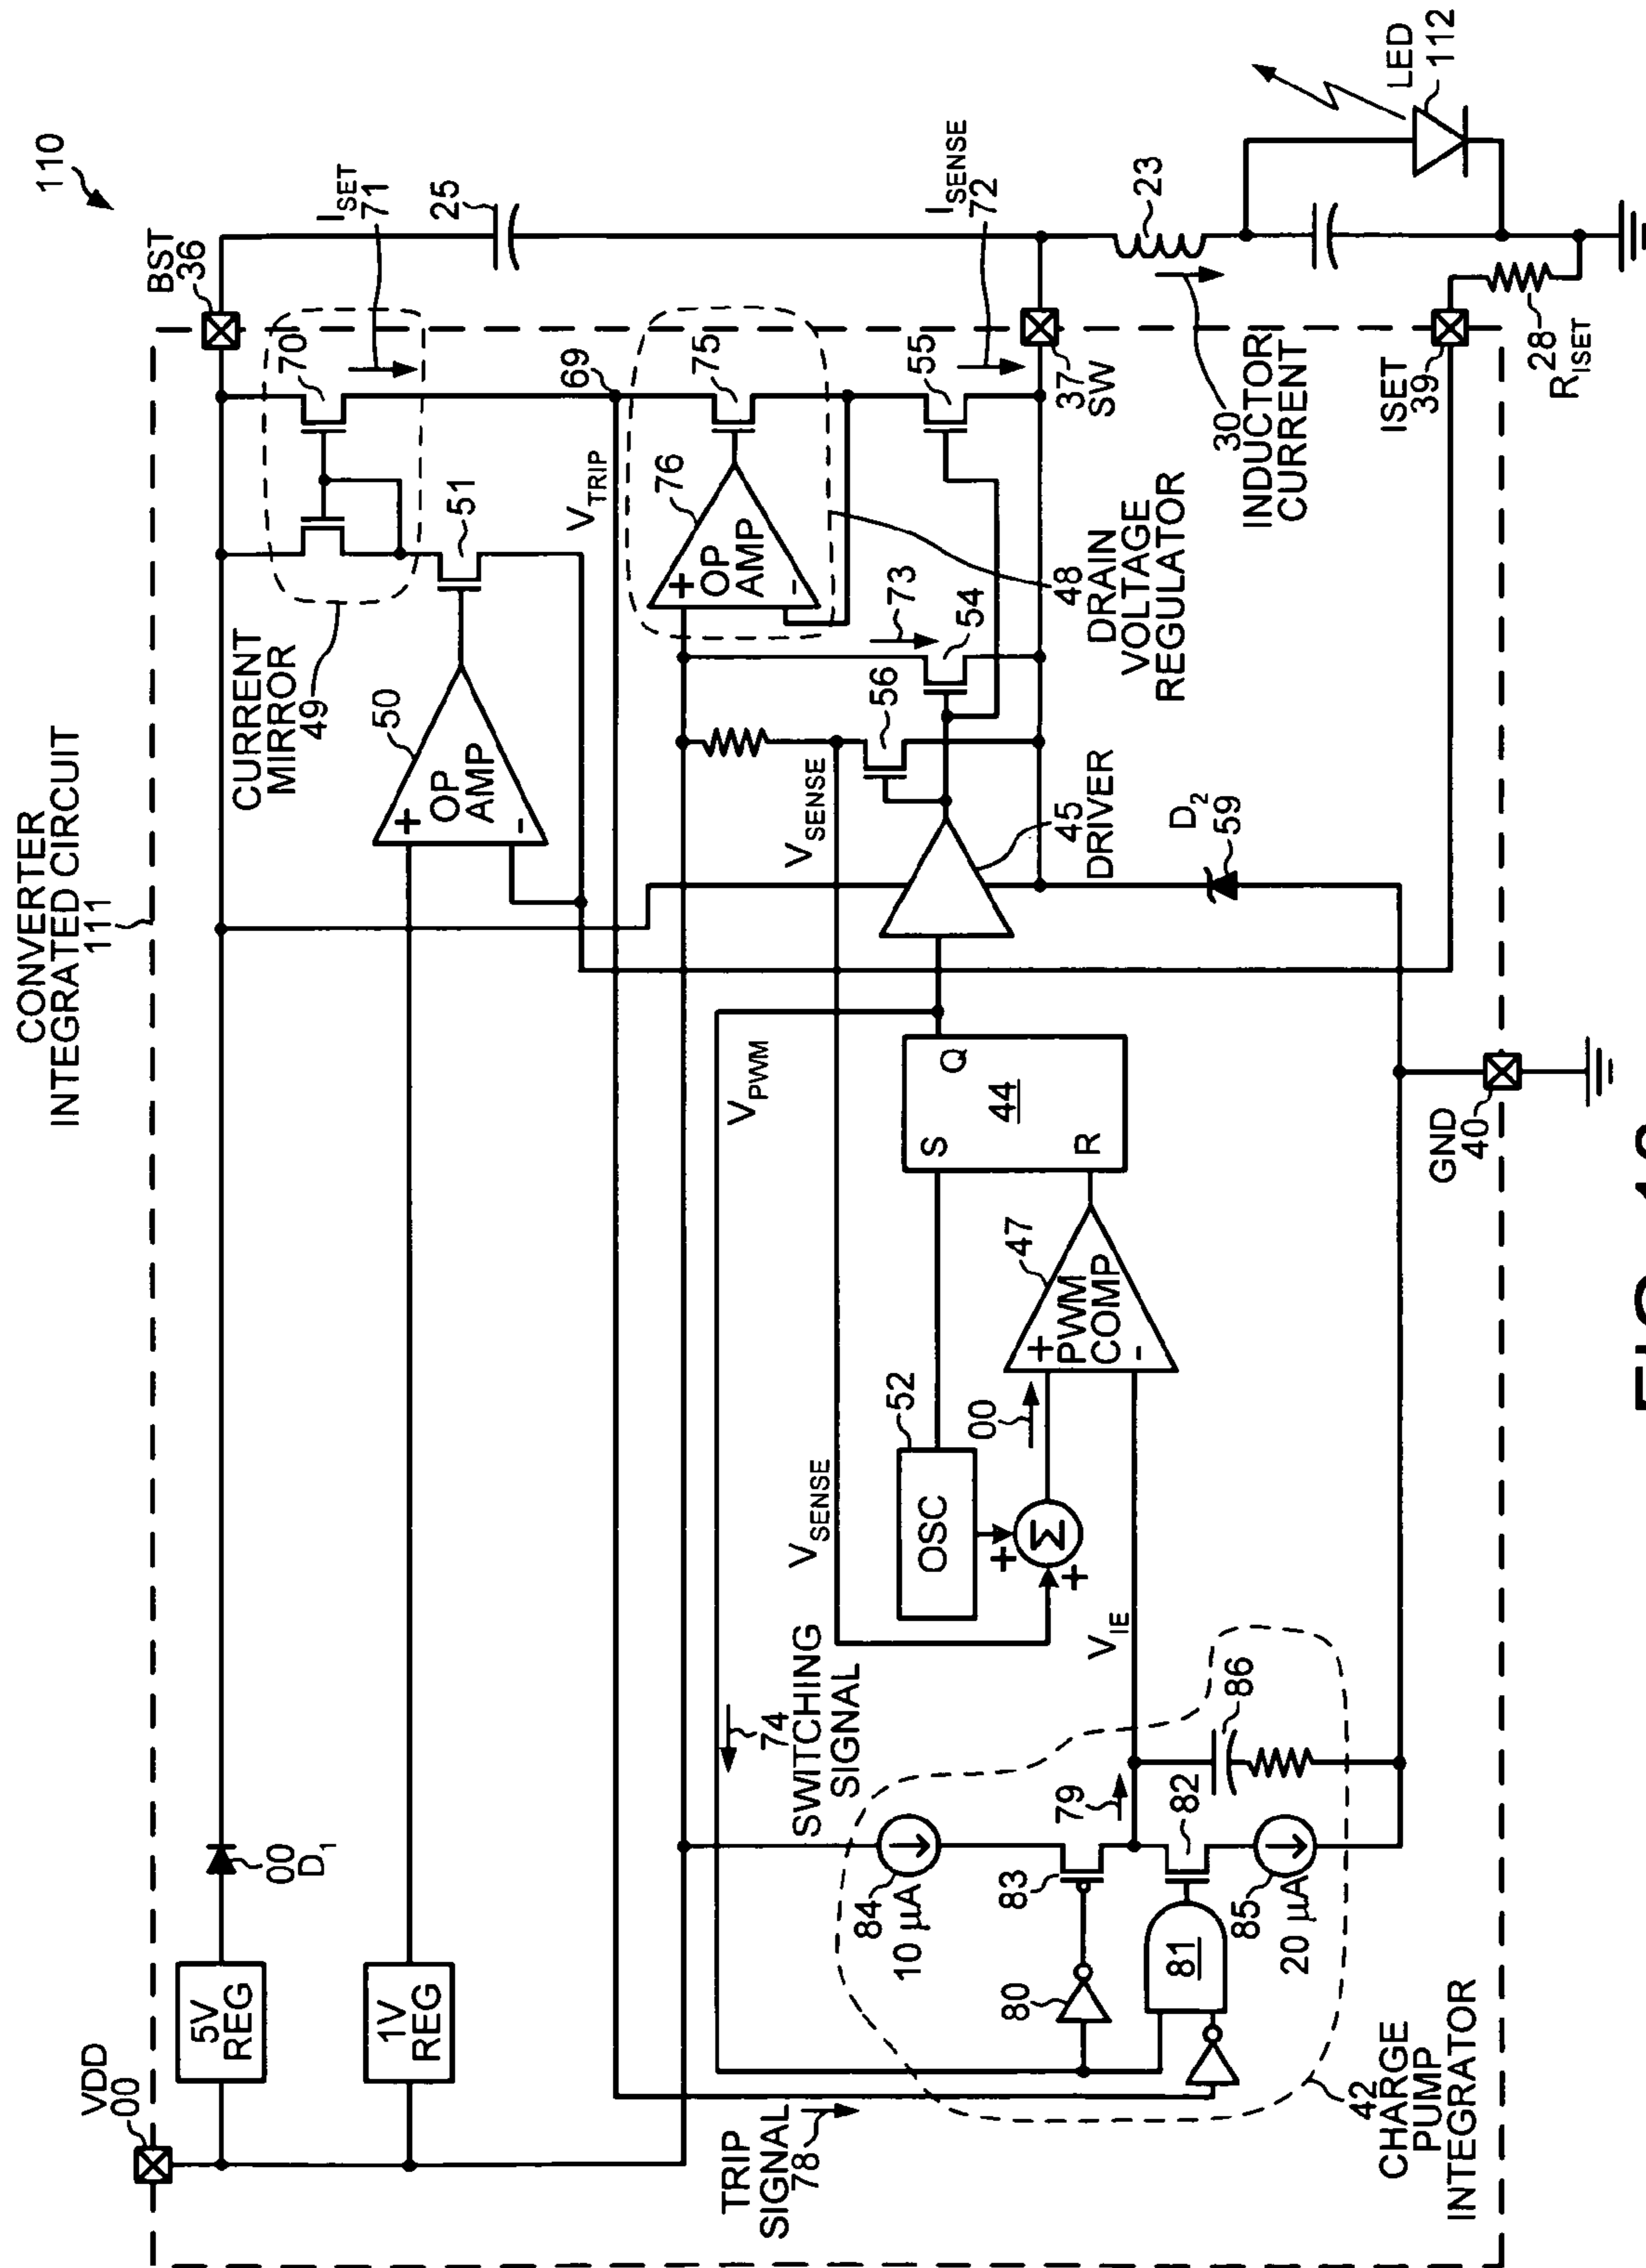 110
CONVERTER
INTEGRATED CIRCUIT
111
VDD
00
5V
REG
00
D1
1V
REG
CURRENT
MIRROR
49
BST
36
70
ISET
71
25
50
OP
AMP
+
-
51
69
VTRIP
TRIP
SIGNAL
78
76
OP
AMP
+
-
75
48
DRAIN
VOLTAGE
REGULATOR
55
ISENSE
72
37
SW
73
54
56
VSENSE
45
DRIVER
D2
59
74
SWITCHING
SIGNAL
VPWM
VSENSE
OSC
52
Σ
+
+
00
47
PWM
COMP
+
-
S
Q
R
44
84
10 µA
83
80
81
82
85
20 µA
79
VIE
86
42
CHARGE
PUMP
INTEGRATOR
GND
40
30
INDUCTOR
CURRENT
23
LED
112
ISET
39
28
RISET